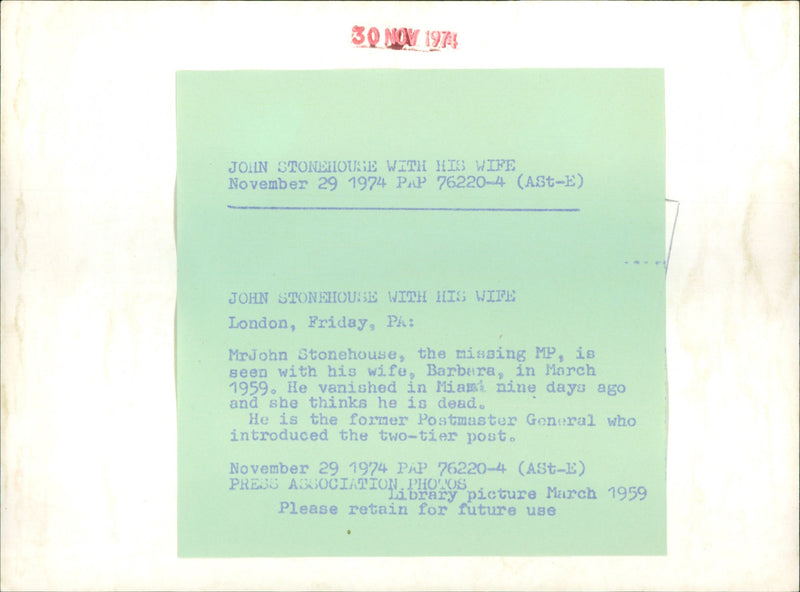 30 NOV 1974
JOHN STONEHOUSE WITH HIS WIFE
November 29 1974 PAP 76220-4 (ASt-E)
JOHN STONEHOUSE WITH HIS WIFE
London, Friday, PA:
MrJohn Stonehouse, the missing MP, is
seen with his wife, Barbara, in March
1959. He vanished in Miami nine days ago
and she thinks he is dead.
He is the former Postmaster General who
introduced the two-tier post.
November 29 1974 PAP 76220-4 (ASt-E)
PRESS ASSOCIATION PHOTOS
Library picture March 1959
Please retain for future use